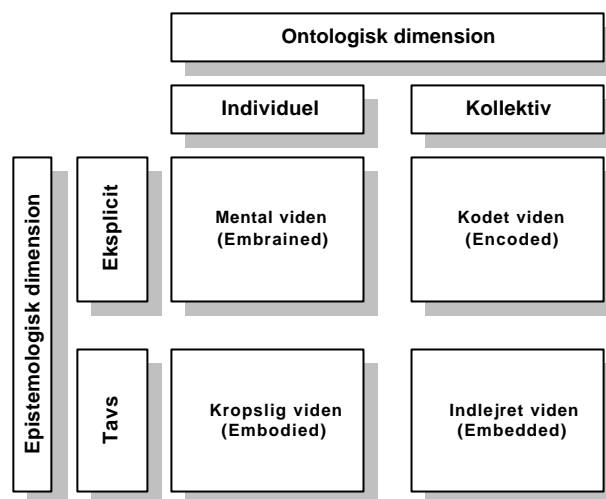 Ontologisk dimension
Individuel
Kollektiv
Epistemologisk dimension
Eksplicit
Mental viden
(Embrained)
Kodet viden
(Encoded)
Tavs
Kropslig viden
(Embodied)
Indlejret viden
(Embedded)